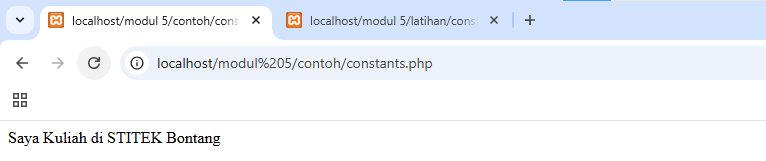 localhost/modul 5/contoh/cons
localhost/modul 5/latihan/cons
localhost/modul%205/contoh/constants.php
Saya Kuliah di STITEK Bontang